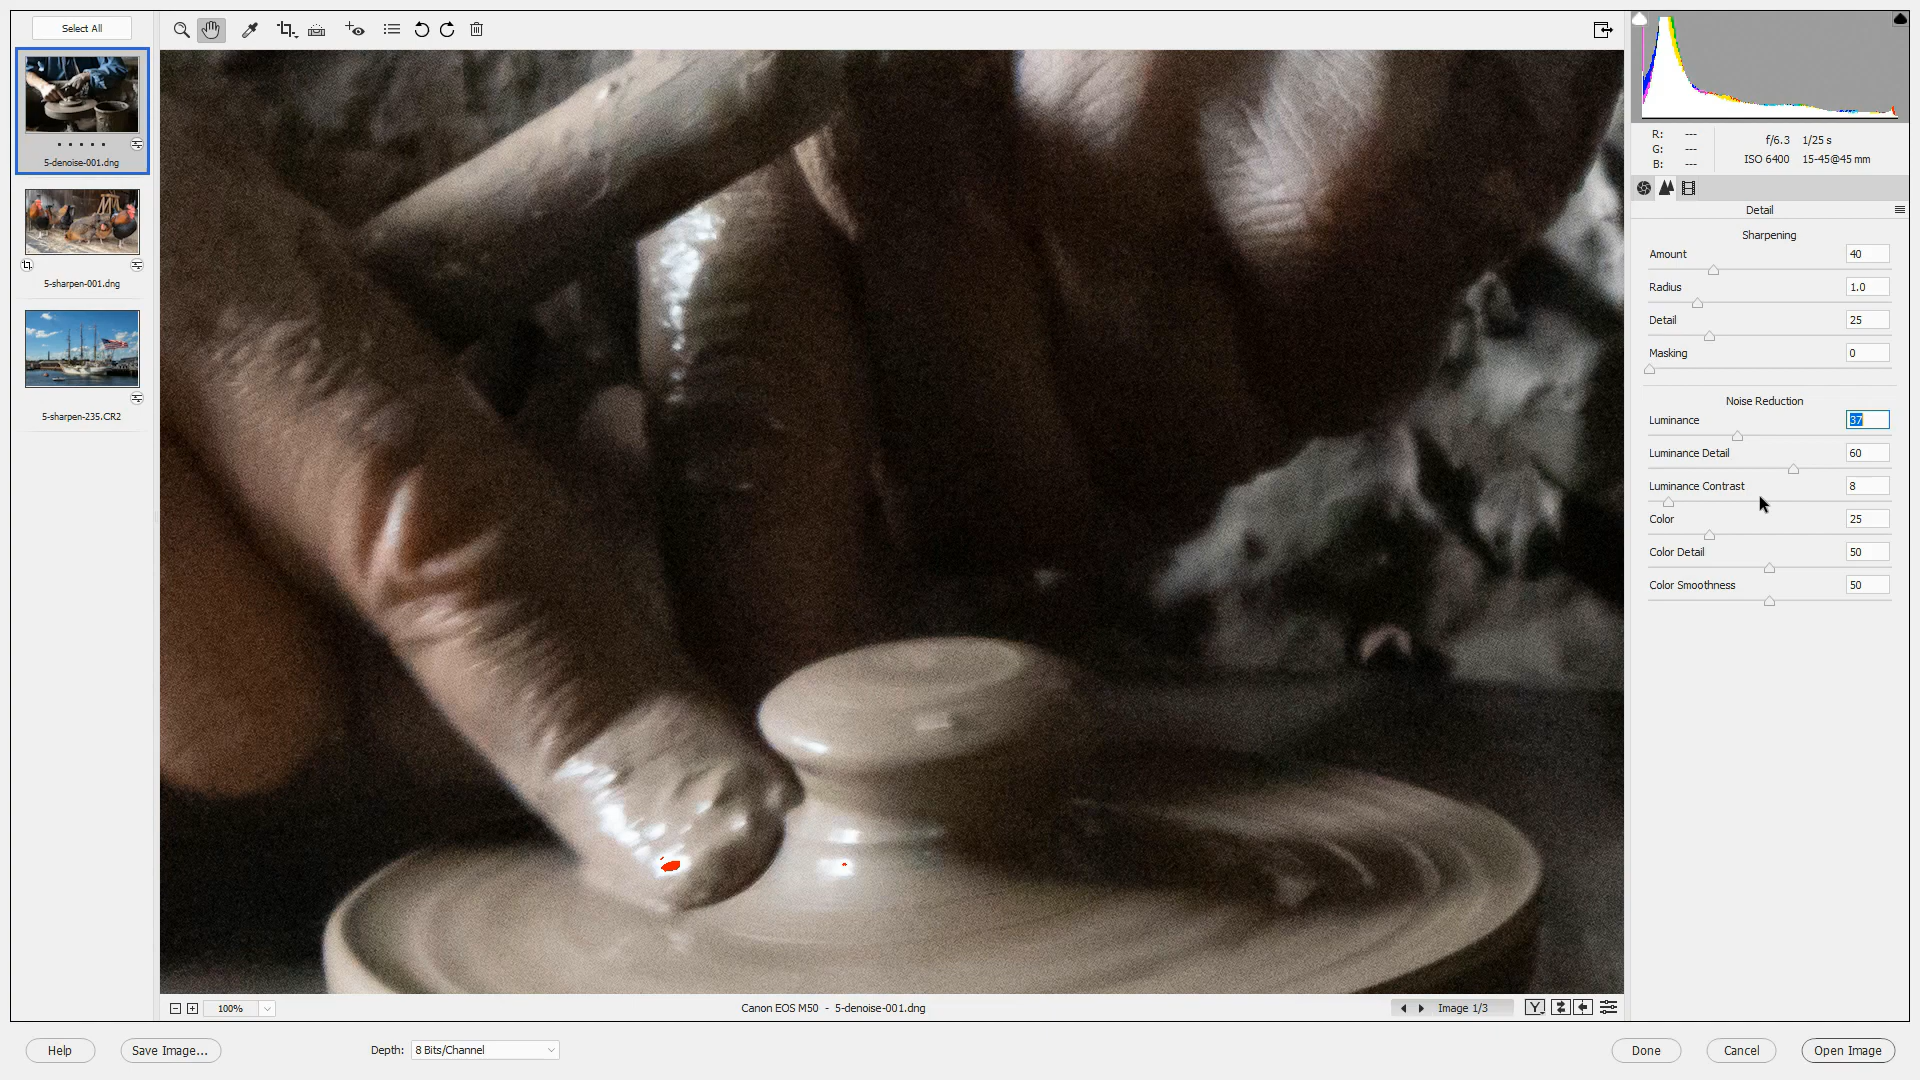 Select All
5-denoise-001.dng
5-sharpen-001.dng
5-sharpen-235.CR2
R: ---
G: ---
B: ---
f/6.3 1/25 s
ISO 6400 15-45@45 mm
Detail
Sharpening
Amount 40
Radius 1.0
Detail 25
Masking 0
Noise Reduction
Luminance 37
Luminance Detail 60
Luminance Contrast 8
Color 25
Color Detail 50
Color Smoothness 50
100%
Canon EOS M50 - 5-denoise-001.dng
Image 1/3
Y
Help
Save Image...
Depth: 8 Bits/Channel
Done
Cancel
Open Image